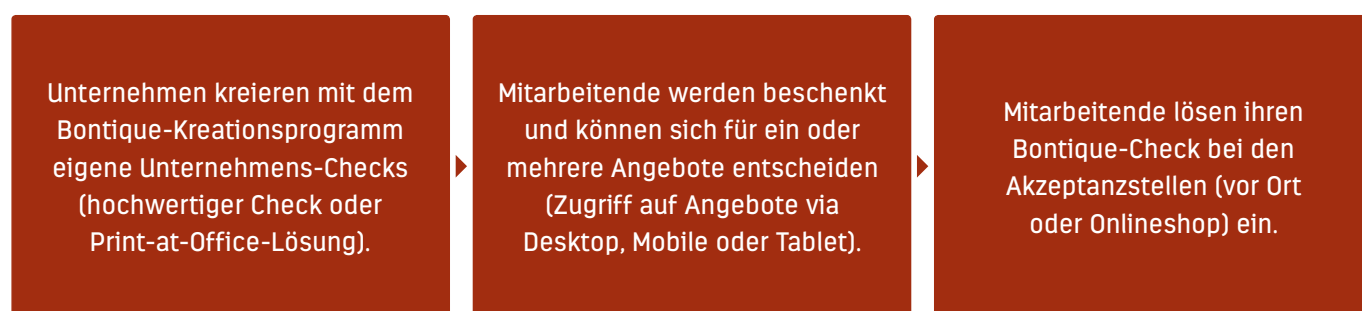 Unternehmen kreieren mit dem
Bontique-Kreationsprogramm
eigene Unternehmens-Checks
(hochwertiger Check oder
Print-at-Office-Lösung).
Mitarbeitende werden beschenkt
und können sich für ein oder
mehrere Angebote entscheiden
(Zugriff auf Angebote via
Desktop, Mobile oder Tablet).
Mitarbeitende lösen ihren
Bontique-Check bei den
Akzeptanzstellen (vor Ort
oder Onlineshop) ein.